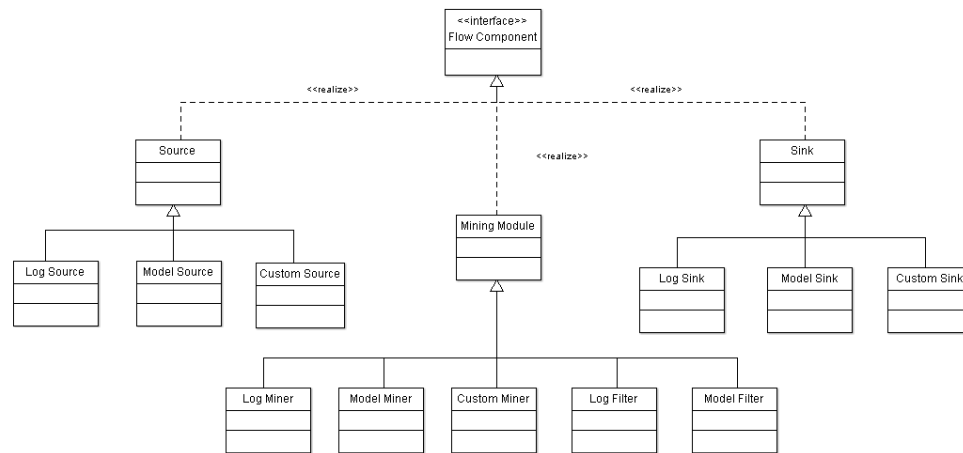 <<interface>>
Flow Component
<<realize>>
<<realize>>
Source
<<realize>>
Sink
Mining Module
Log Source
Model Source
Custom Source
Log Sink
Model Sink
Custom Sink
Log Miner
Model Miner
Custom Miner
Log Filter
Model Filter